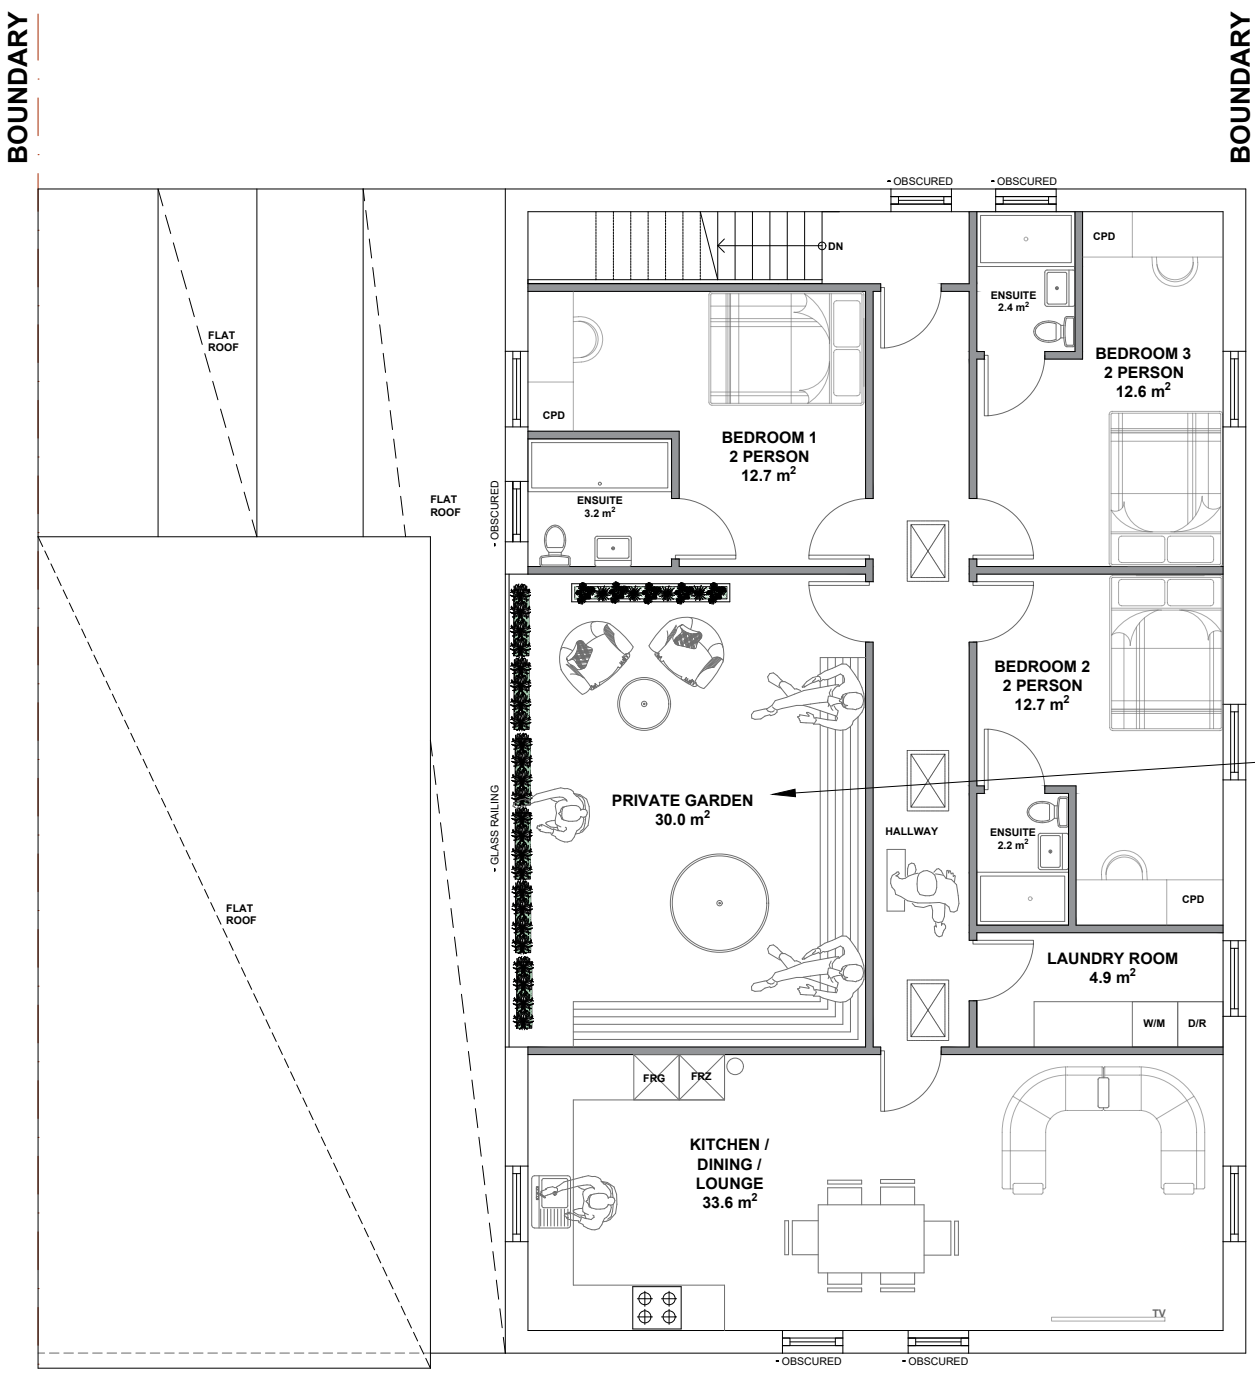 BOUNDARY
BOUNDARY
- OBSCURED
- OBSCURED
DN
CPD
ENSUITE
2.4 m²
FLAT
ROOF
BEDROOM 3
2 PERSON
12.6 m²
CPD
BEDROOM 1
2 PERSON
12.7 m²
FLAT
ROOF
- OBSCURED
ENSUITE
3.2 m²
BEDROOM 2
2 PERSON
12.7 m²
PRIVATE GARDEN
30.0 m²
- GLASS RAILING
HALLWAY
ENSUITE
2.2 m²
CPD
FLAT
ROOF
LAUNDRY ROOM
4.9 m²
W/M
D/R
FRG
FRZ
KITCHEN /
DINING /
LOUNGE
33.6 m²
TV
- OBSCURED
- OBSCURED